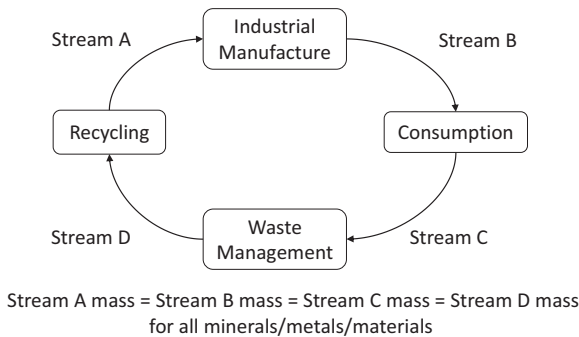 Stream A
Industrial
Manufacture
Stream B
Recycling
Consumption
Stream D
Waste
Management
Stream C
Stream A mass = Stream B mass = Stream C mass = Stream D mass
for all minerals/metals/materials